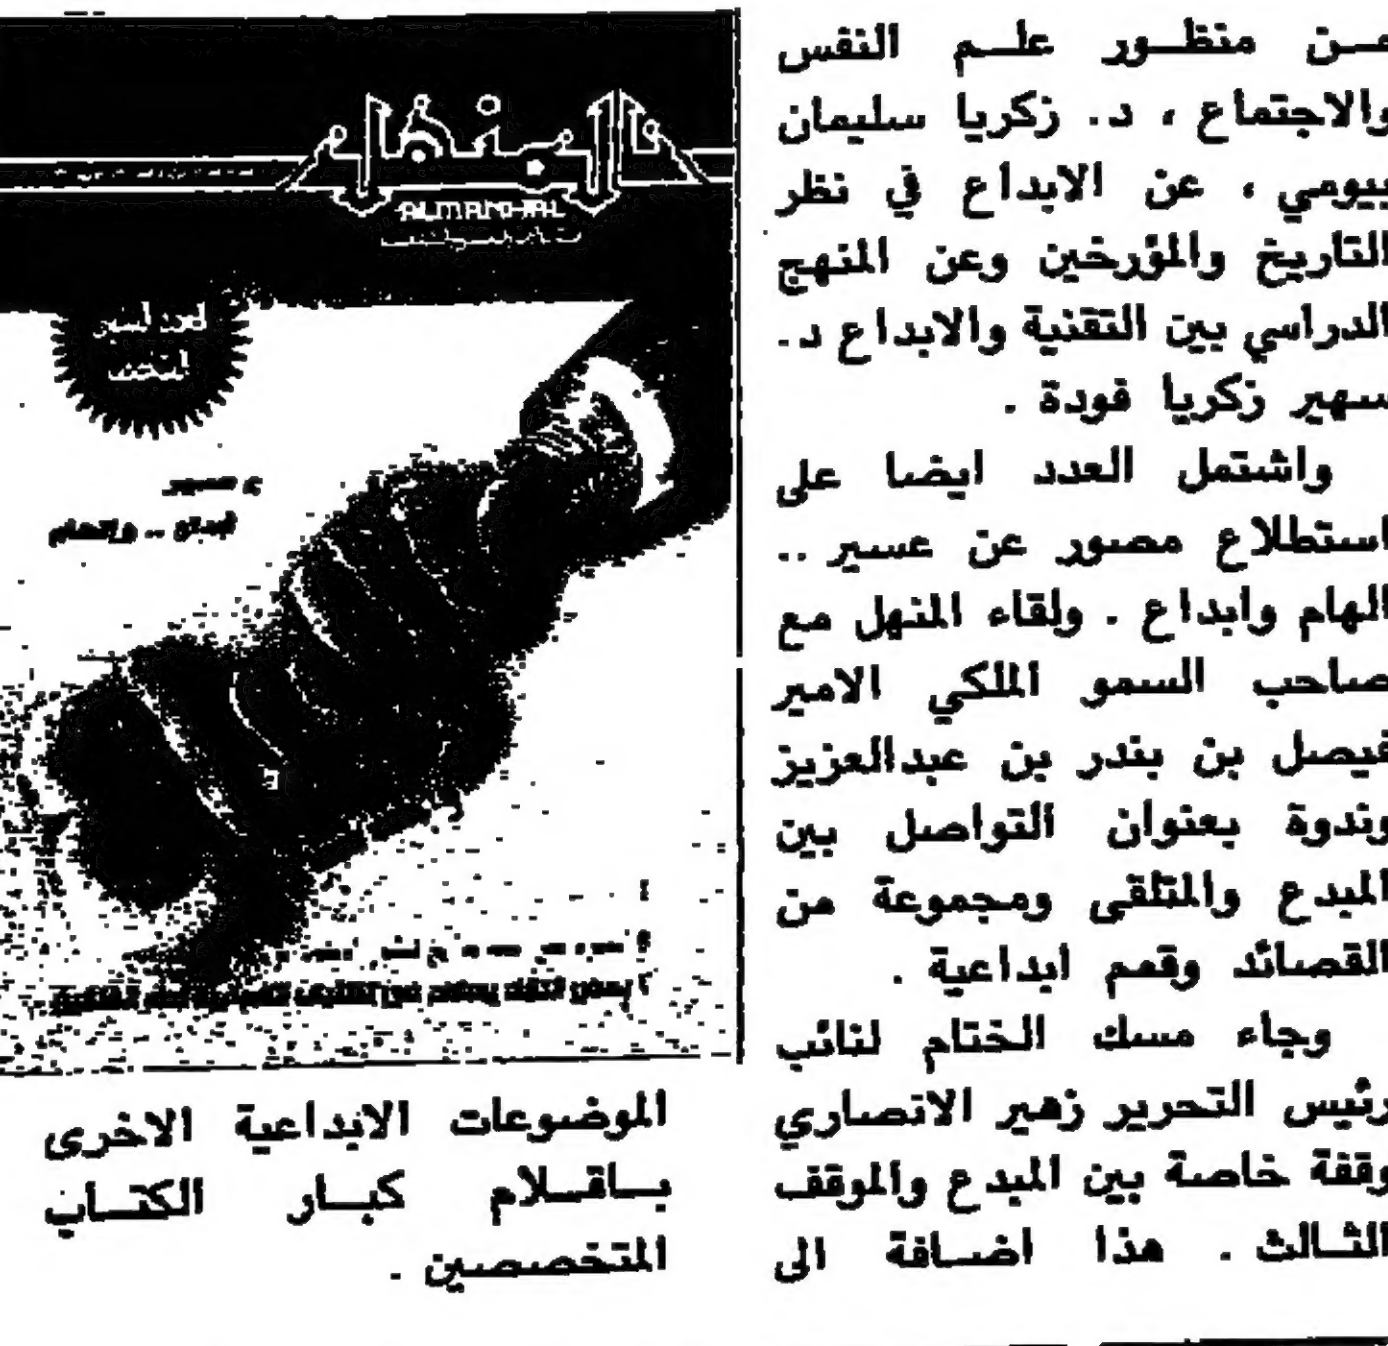 عن منظور علم النفس
والاجتماع ، د. زكريا سليمان
بيومي ، عن الابداع في نظر
التاريخ والمؤرخين وعن المنهج
الدراسي بين التقنية والابداع د.
سهير زكريا فودة .
واشتمل العدد ايضا على
استطلاع مصور عن عسير ..
الهام وابداع . ولقاء المنهل مع
صاحب السمو الملكي الامير
فيصل بن بندر بن عبدالعزيز
وندوة بعنوان التواصل بين
المبدع والمتلقى ومجموعة من
القصائد وقمم ابداعية .
وجاء مسك الختام لنائب
رئيس التحرير زهير الانصاري
وقفة خاصة بين المبدع والموقف
الثالث . هذا اضافة الى
المنهل
ALMANHAL
عسير
الموضوعات الابداعية الاخرى
باقلام كبار الكتاب
المتخصصين .